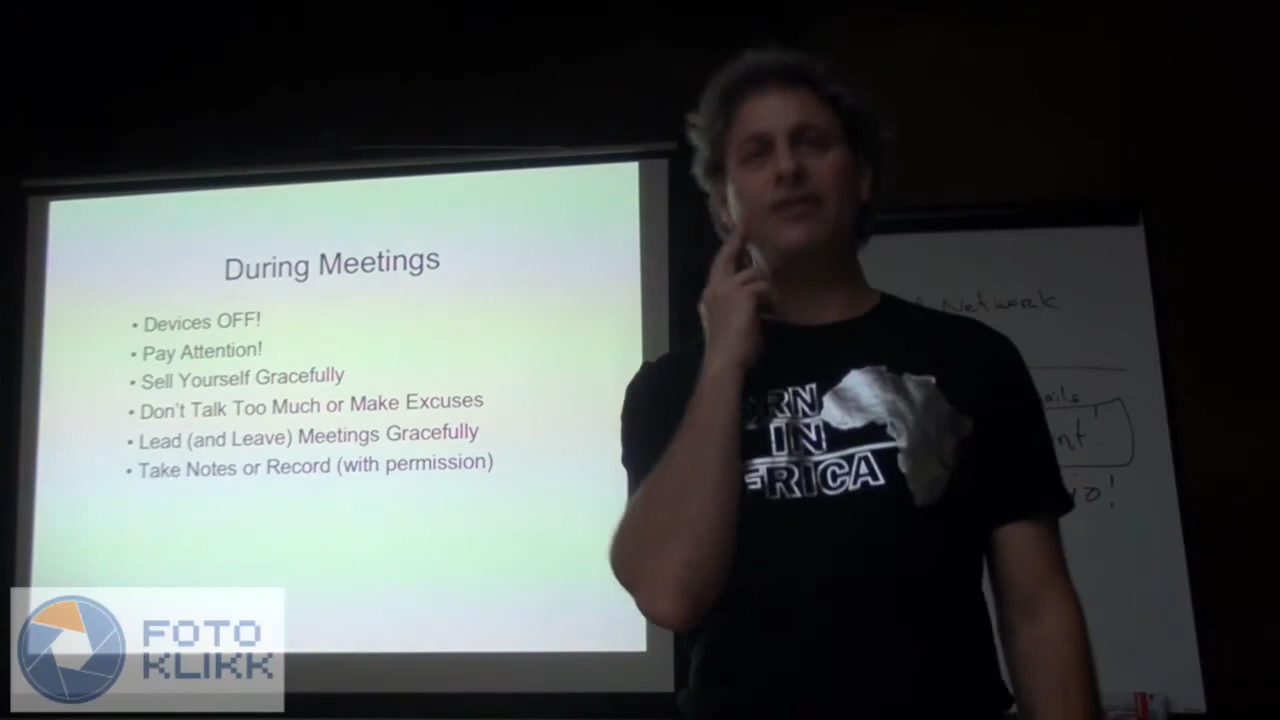 During Meetings
• Devices OFF!
• Pay Attention!
• Sell Yourself Gracefully
• Don't Talk Too Much or Make Excuses
• Lead (and Leave) Meetings Gracefully
• Take Notes or Record (with permission)
Network
RN
IN
FRICA
FOTO
KLIKK